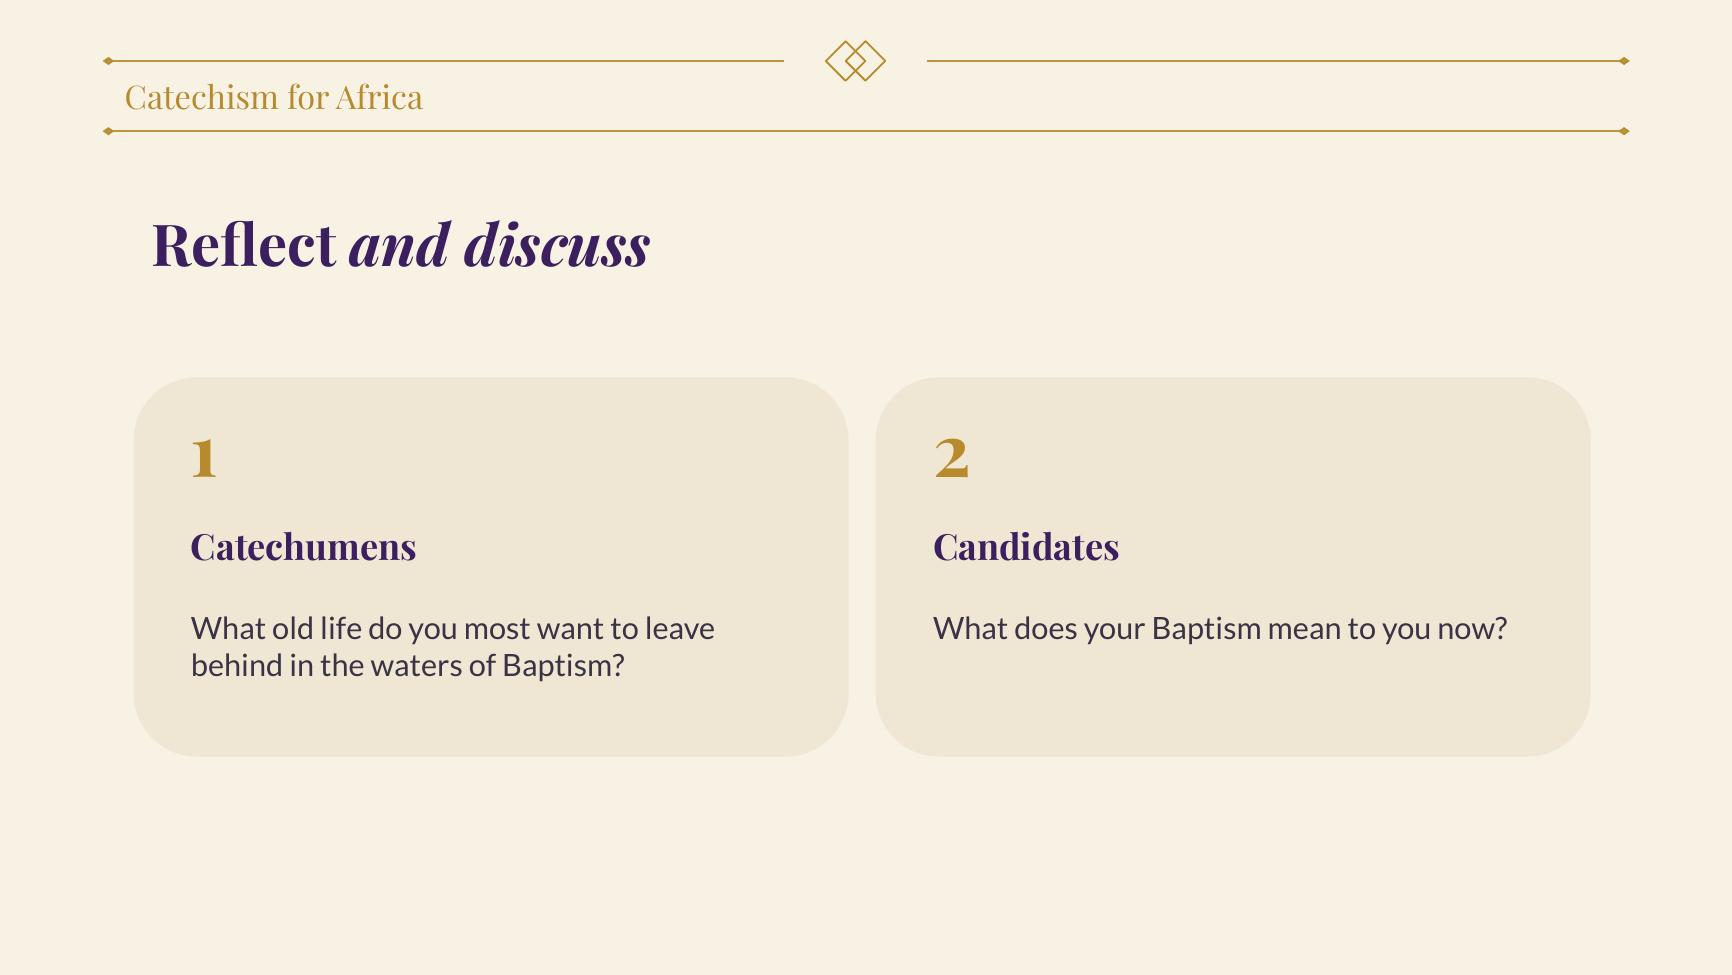 Catechism for Africa
Reflect and discuss
1
Catechumens
What old life do you most want to leave
behind in the waters of Baptism?
2
Candidates
What does your Baptism mean to you now?